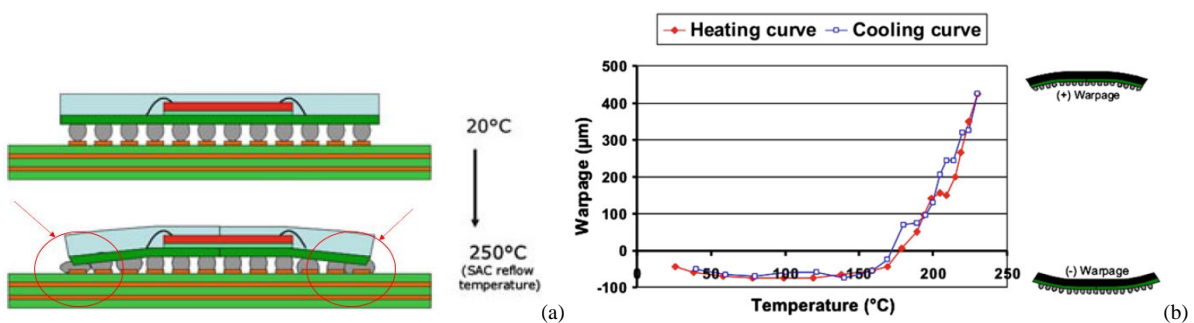 20°C
250°C
(SAC reflow
temperature)
(a)
Heating curve
Cooling curve
Warpage (µm)
500
400
300
200
100
0
-100
0
50
100
150
200
250
Temperature (°C)
(+) Warpage
(-) Warpage
(b)